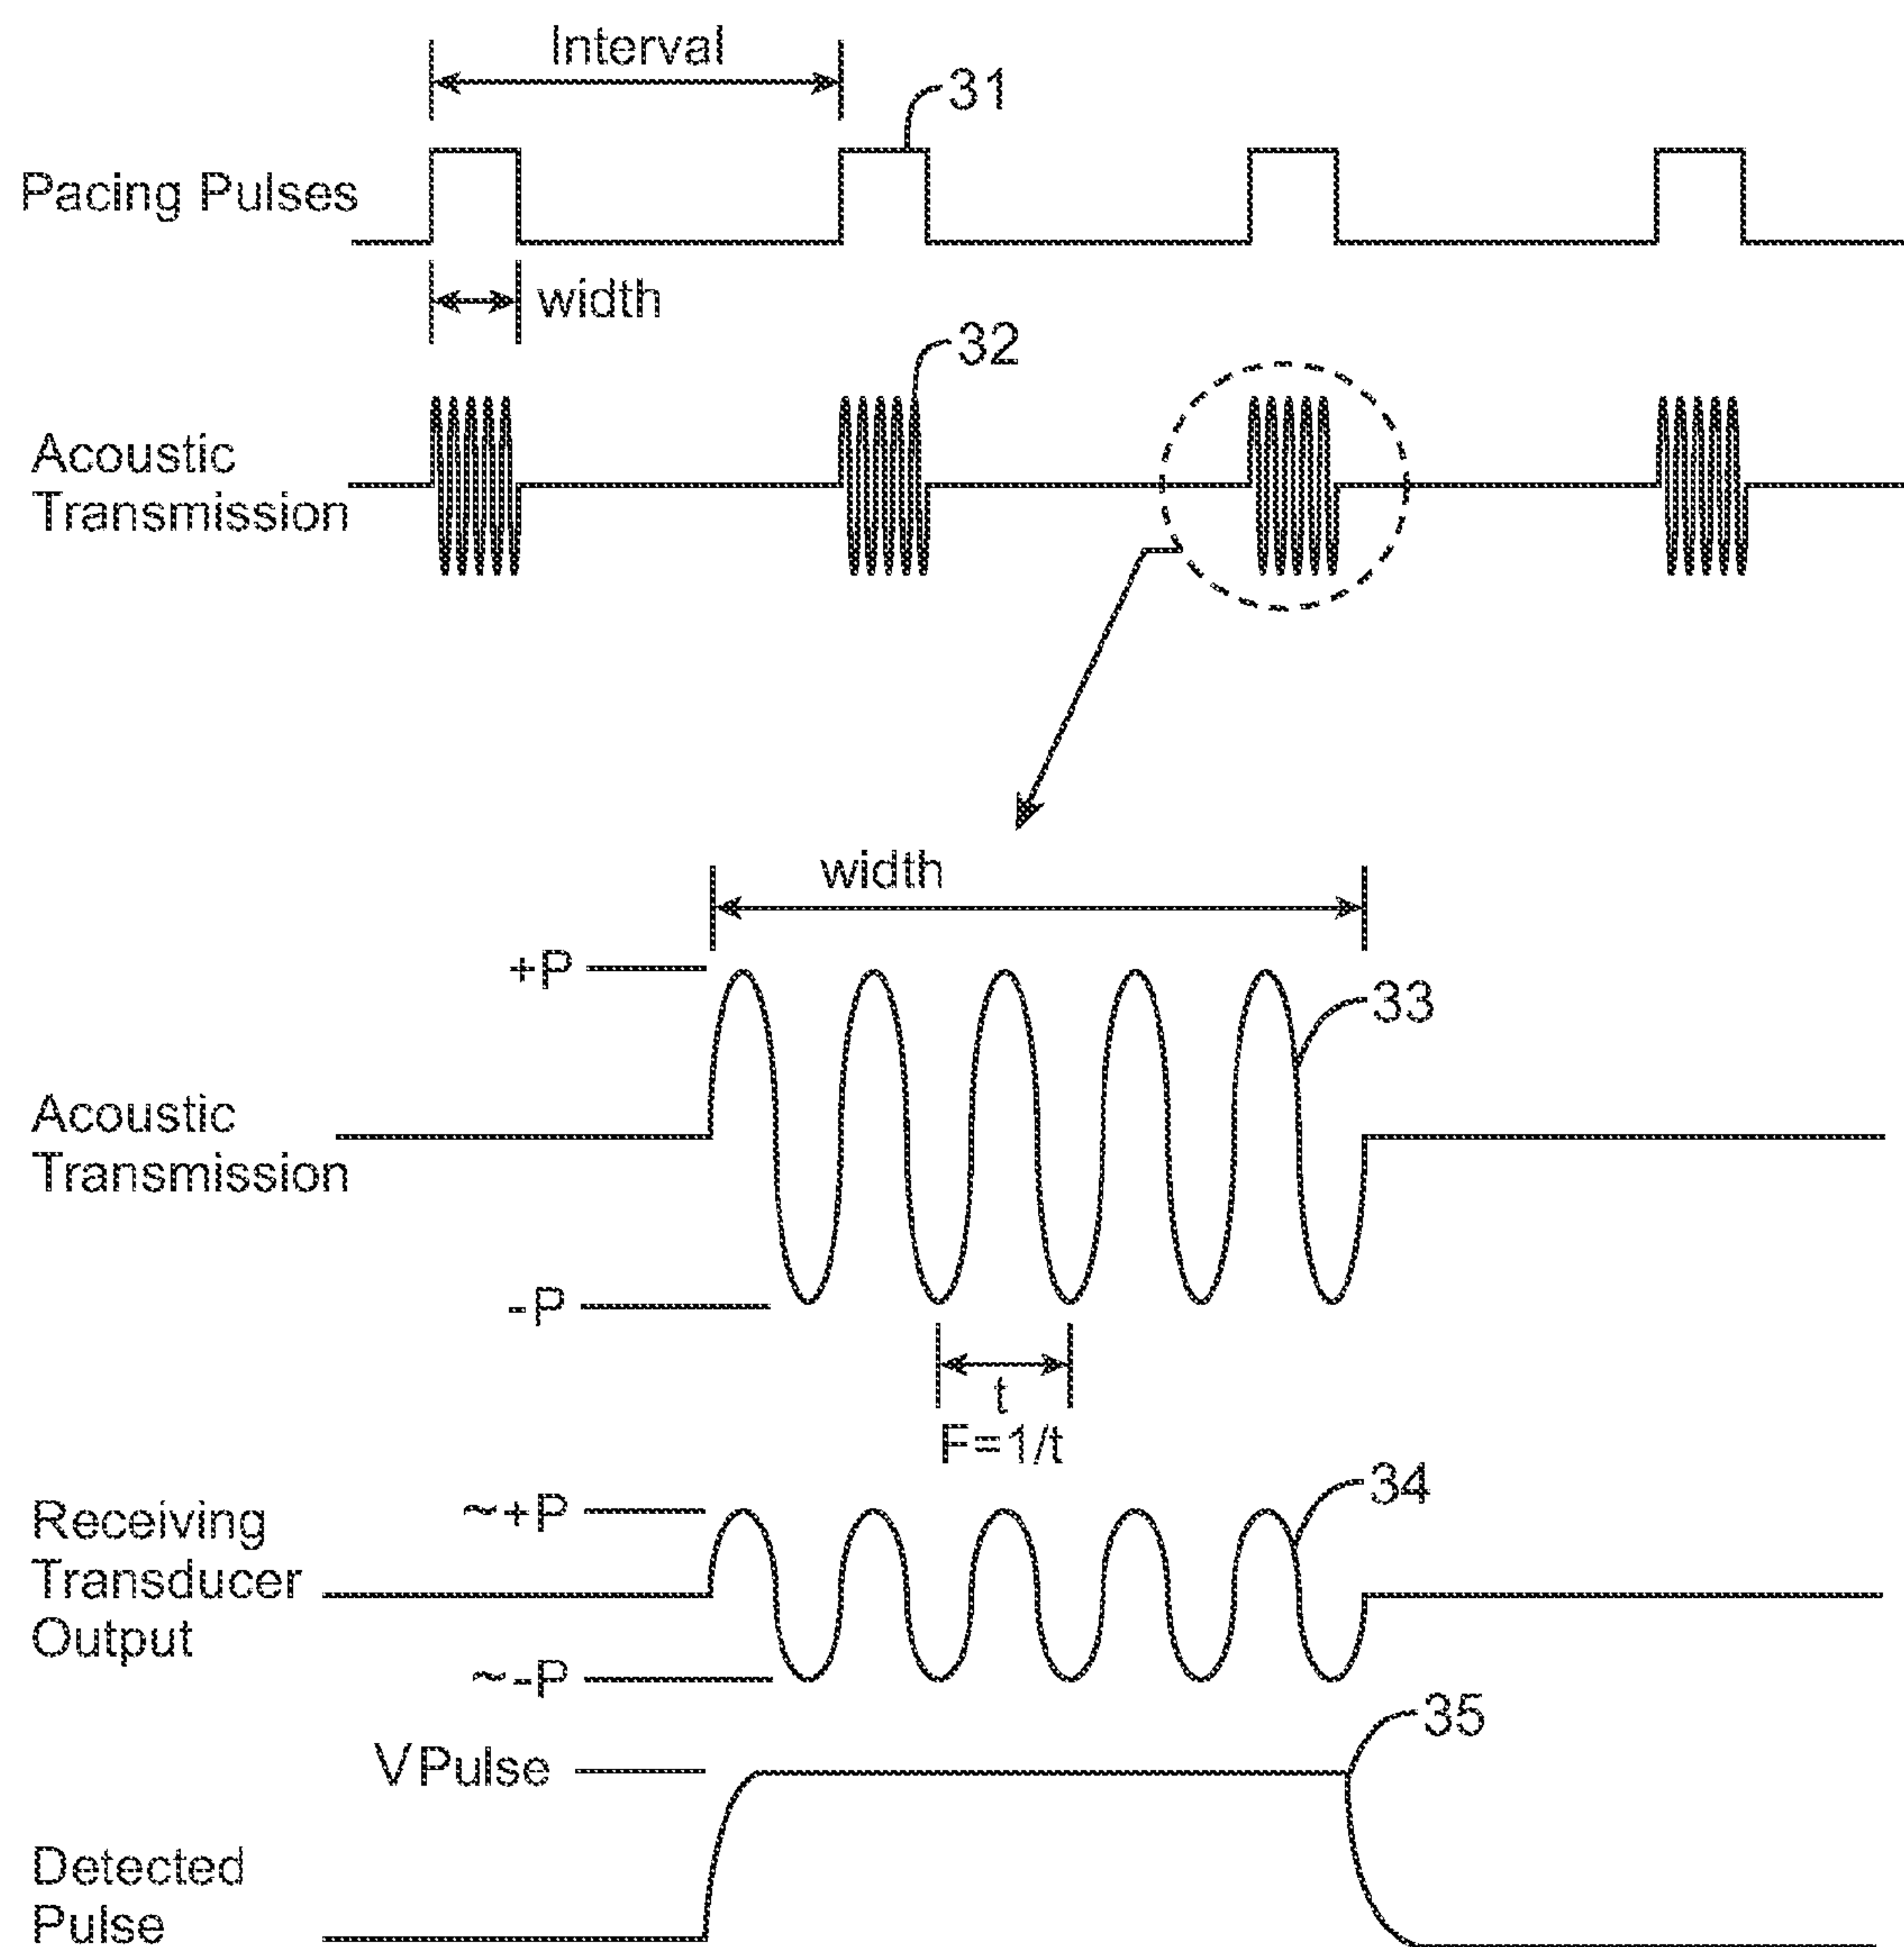 Interval
31
Pacing Pulses
width
32
Acoustic
Transmission
width
+P
33
Acoustic
Transmission
-P
t
F=1/t
34
~+P
Receiving
Transducer
Output
~-P
35
VPulse
Detected
Pulse